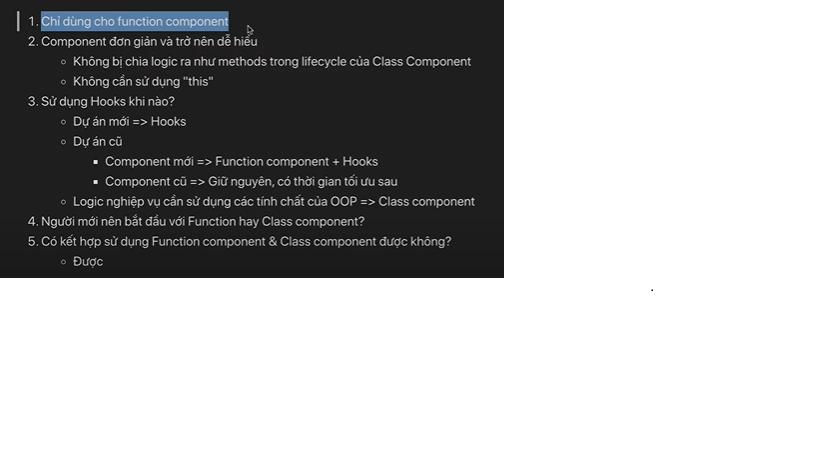 1. Chỉ dùng cho function component
2. Component đơn giản và trở nên dễ hiểu
Không bị chia logic ra như methods trong lifecycle của Class Component
Không cần sử dụng "this"
3. Sử dụng Hooks khi nào?
Dự án mới => Hooks
Dự án cũ
Component mới => Function component + Hooks
Component cũ => Giữ nguyên, có thời gian tối ưu sau
Logic nghiệp vụ cần sử dụng các tính chất của OOP => Class component
4. Người mới nên bắt đầu với Function hay Class component?
5. Có kết hợp sử dụng Function component & Class component được không?
Được